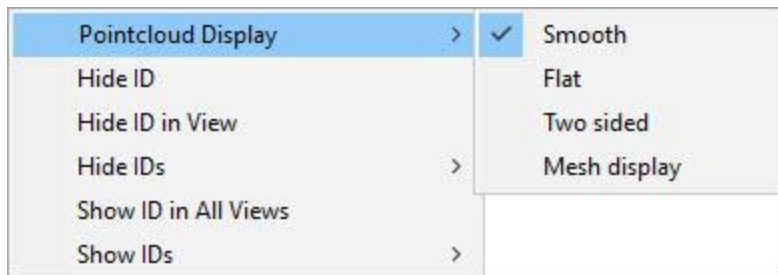 Pointcloud Display
Hide ID
Hide ID in View
Hide IDs
Show ID in All Views
Show IDs
Smooth
Flat
Two sided
Mesh display